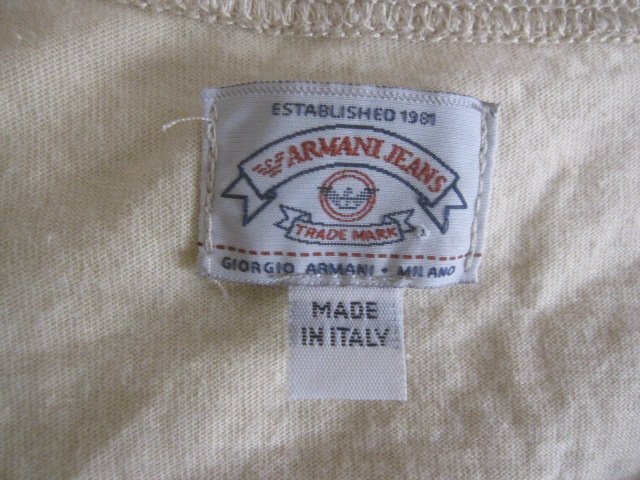 ESTABLISHED 1981
ARMANI JEANS
TRADE MARK
GIORGIO ARMANI • MILANO
MADE
IN ITALY